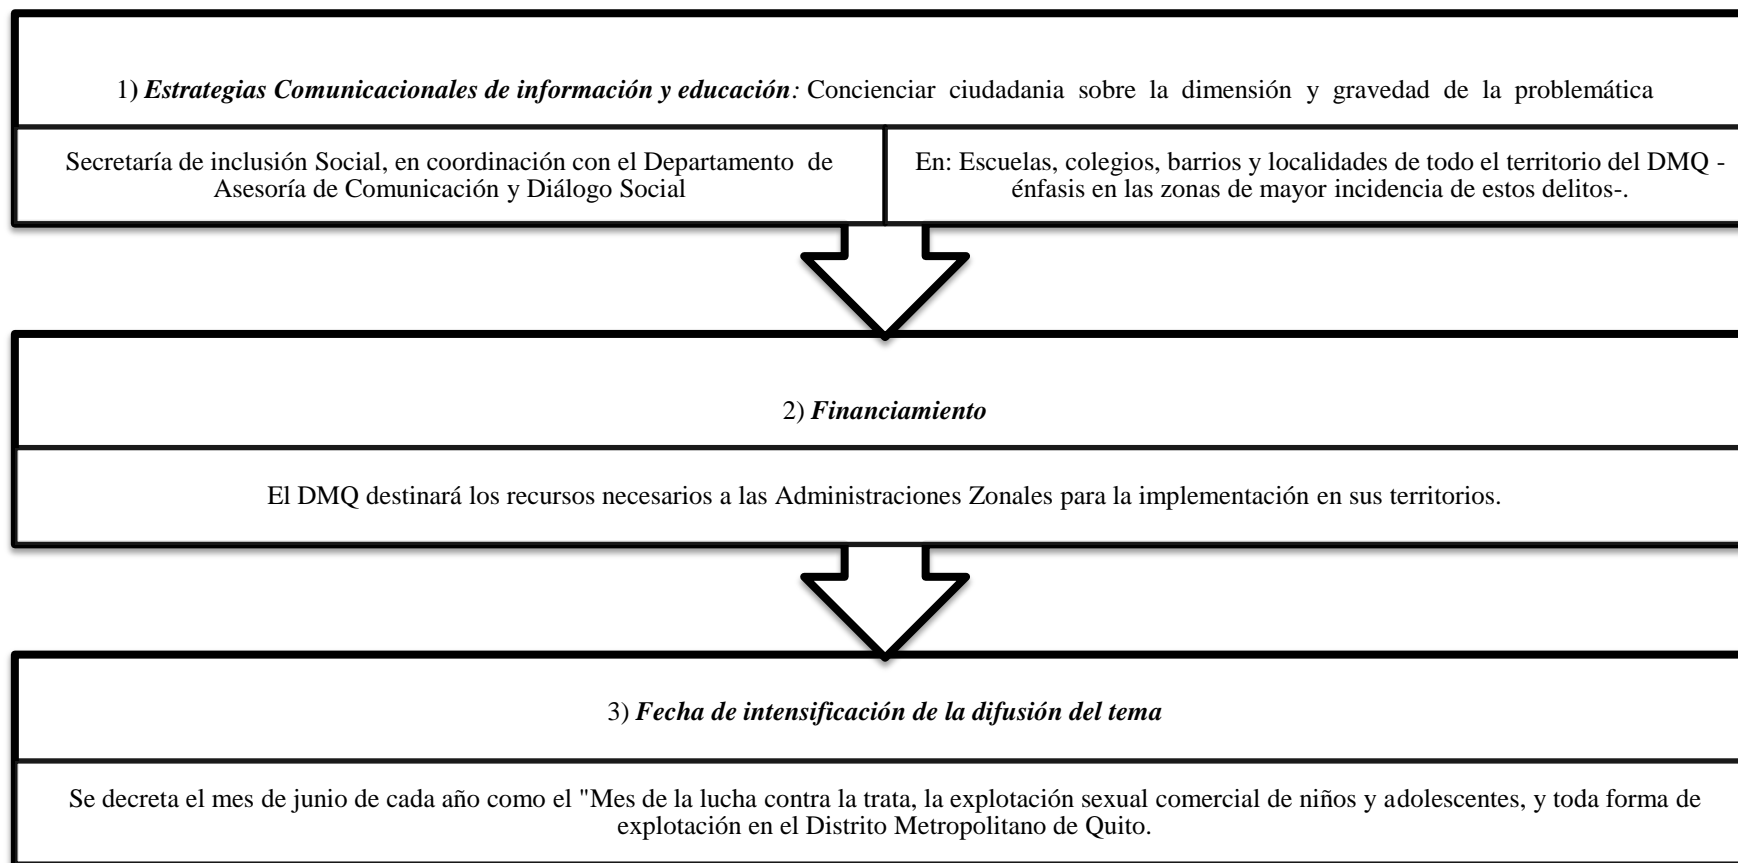 1) Estrategias Comunicacionales de información y educación: Concienciar ciudadania sobre la dimensión y gravedad de la problemática
Secretaría de inclusión Social, en coordinación con el Departamento de
Asesoría de Comunicación y Diálogo Social
En: Escuelas, colegios, barrios y localidades de todo el territorio del DMQ -
énfasis en las zonas de mayor incidencia de estos delitos-.
2) Financiamiento
El DMQ destinará los recursos necesarios a las Administraciones Zonales para la implementación en sus territorios.
3) Fecha de intensificación de la difusión del tema
Se decreta el mes de junio de cada año como el "Mes de la lucha contra la trata, la explotación sexual comercial de niños y adolescentes, y toda forma de
explotación en el Distrito Metropolitano de Quito.